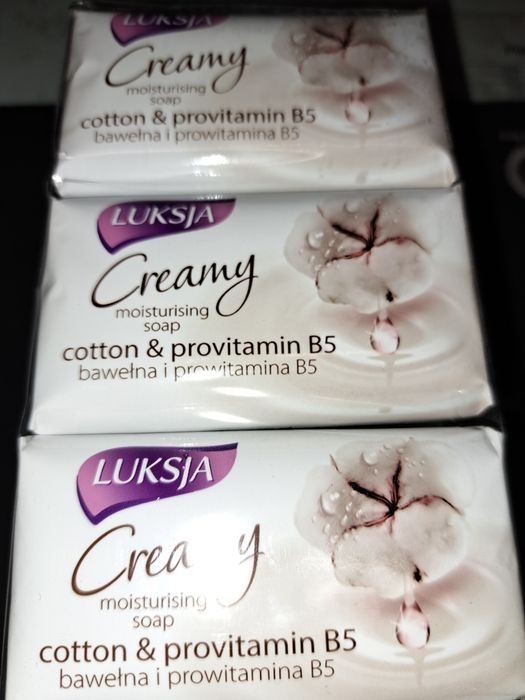 LUKSJA
Creamy
moisturising
soap
cotton & provitamin B5
bawełna i prowitamina B5
LUKSJA
Creamy
moisturising
soap
cotton & provitamin B5
bawełna i prowitamina B5
LUKSJA
Creamy
moisturising
soap
cotton & provitamin B5
bawełna i prowitamina B5